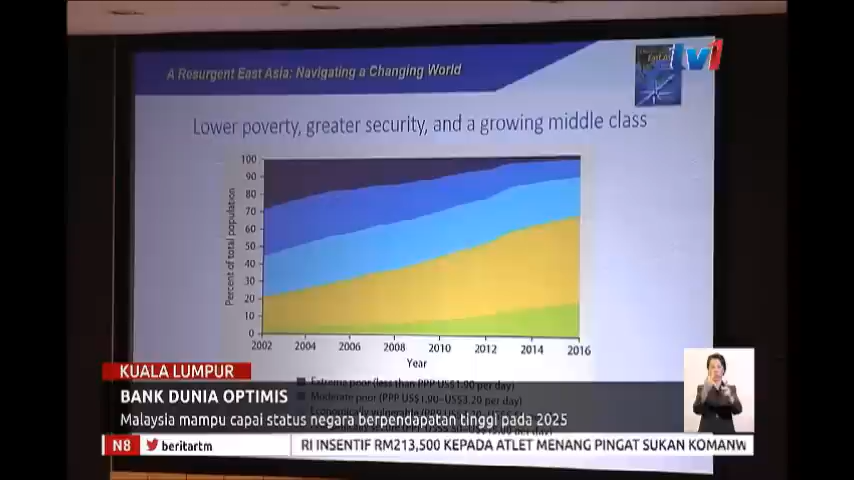 A Resurgent East Asia: Navigating a Changing World
tv1
Lower poverty, greater security, and a growing middle class
Percent of total population
100
90
80
70
60
50
40
30
20
10
0
2002 2004 2006 2008 2010 2012 2014 2016
Year
Extreme poor (less than PPP US$1.90 per day)
Moderate poor (PPP US$1.90–US$3.20 per day)
Economically vulnerable (PPP
KUALA LUMPUR
BANK DUNIA OPTIMIS
Malaysia mampu capai status negara berpendapatan tinggi pada 2025
N8 beritartm RI INSENTIF RM213,500 KEPADA ATLET MENANG PINGAT SUKAN KOMANW